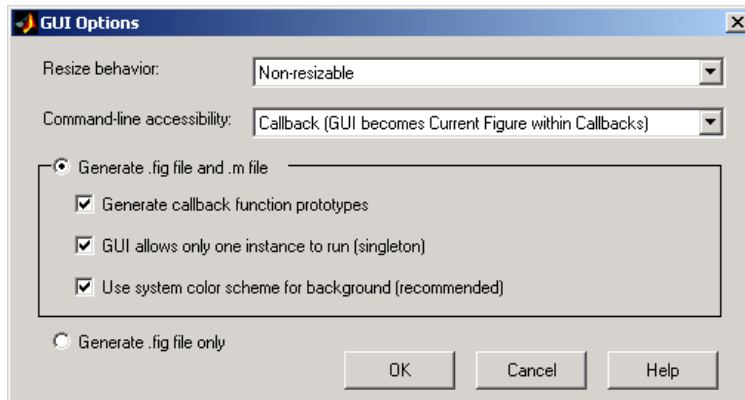 GUI Options
Resize behavior: Non-resizable
Command-line accessibility: Callback (GUI becomes Current Figure within Callbacks)
Generate .fig file and .m file
Generate callback function prototypes
GUI allows only one instance to run (singleton)
Use system color scheme for background (recommended)
Generate .fig file only
OK Cancel Help